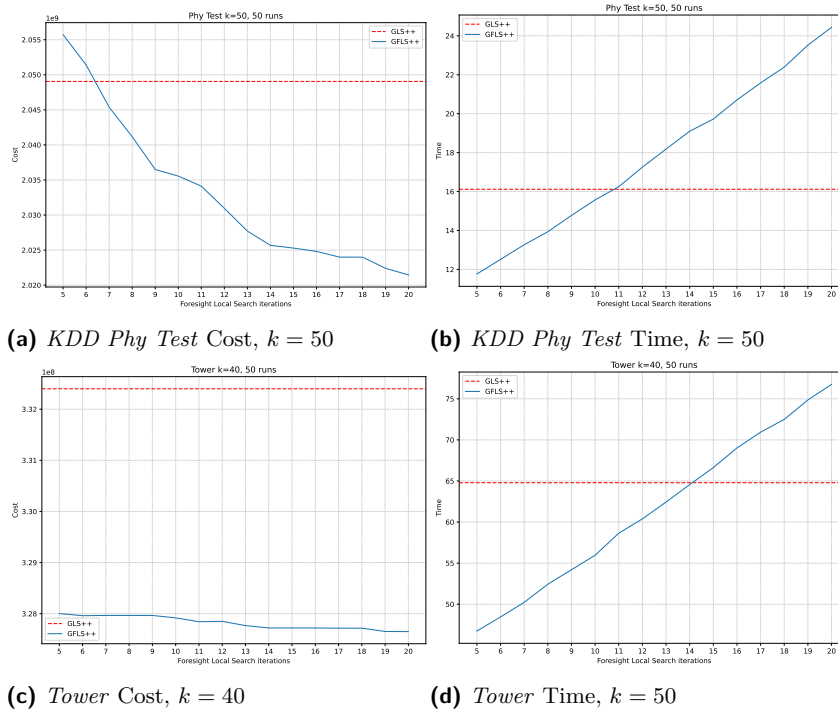 Phy Test k=50, 50 runs
1e9
GLS++
GFLS++
2.055
2.050
2.045
2.040
2.035
2.030
2.025
2.020
Cost
5 6 7 8 9 10 11 12 13 14 15 16 17 18 19 20
Foresight Local Search iterations
(a) KDD Phy Test Cost, k = 50
Phy Test k=50, 50 runs
GLS++
GFLS++
24
22
20
18
16
14
12
Time
5 6 7 8 9 10 11 12 13 14 15 16 17 18 19 20
Foresight Local Search iterations
(b) KDD Phy Test Time, k = 50
Tower k=40, 50 runs
1e8
3.32
3.31
3.30
3.29
3.28
Cost
GLS++
GFLS++
5 6 7 8 9 10 11 12 13 14 15 16 17 18 19 20
Foresight Local Search iterations
(c) Tower Cost, k = 40
Tower k=40, 50 runs
GLS++
GFLS++
75
70
65
60
55
50
Time
5 6 7 8 9 10 11 12 13 14 15 16 17 18 19 20
Foresight Local Search iterations
(d) Tower Time, k = 50